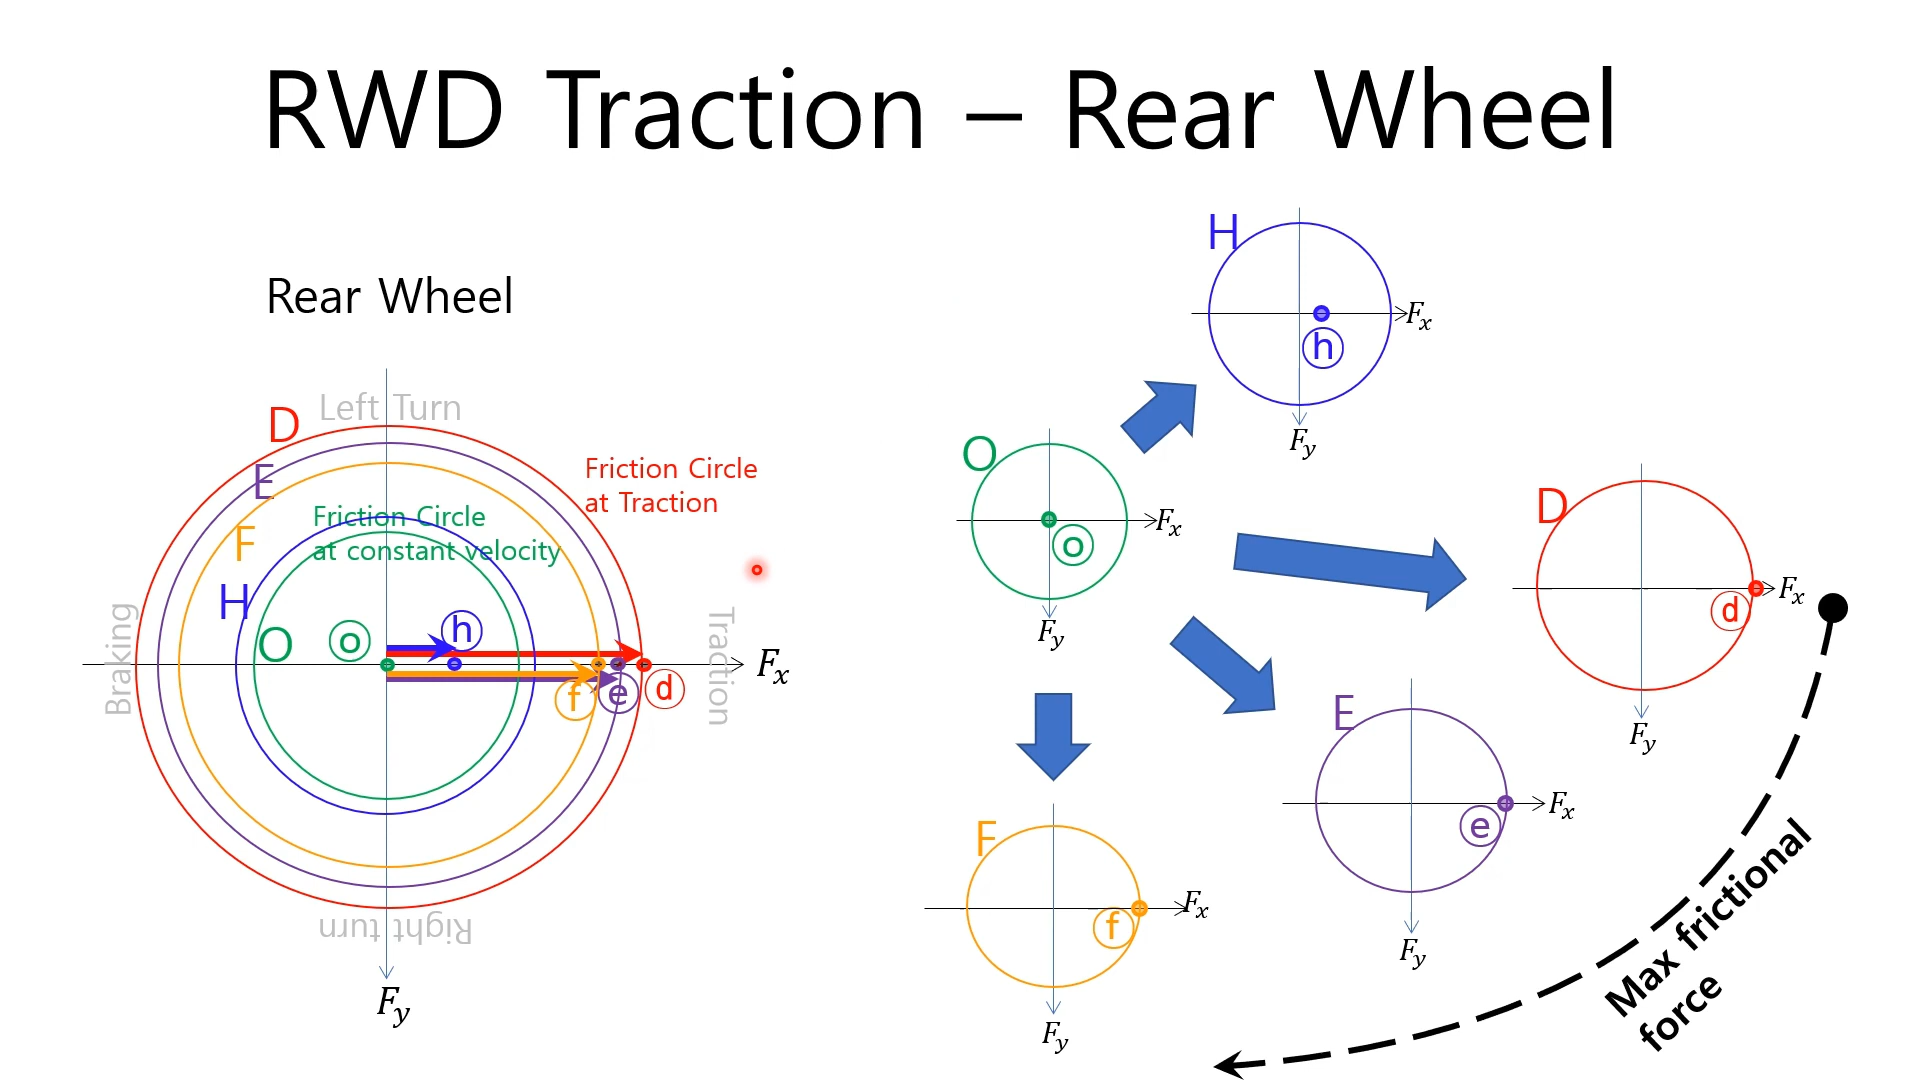 RWD Traction – Rear Wheel
Rear Wheel
Left Turn
D
E
F
H
O
Friction Circle
at Traction
Friction Circle
at constant velocity
Braking
Traction
o
h
f
e
d
Fx
Right turn
Fy
H
h
Fx
Fy
O
o
Fx
Fy
D
d
Fx
Fy
E
e
Fx
Fy
F
f
Fx
Fy
Max frictional
force